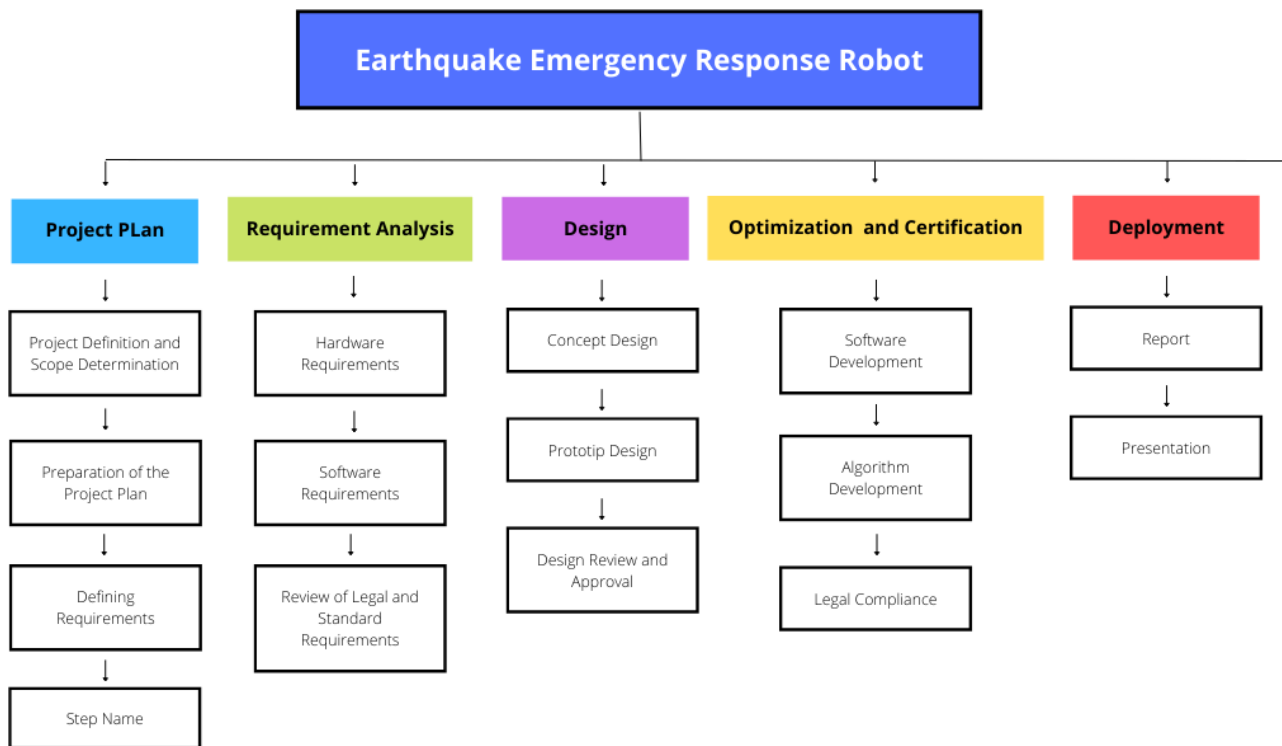 Earthquake Emergency Response Robot
Project PLan
Requirement Analysis
Design
Optimization and Certification
Deployment
Project Definition and
Scope Determination
Preparation of the
Project Plan
Defining
Requirements
Step Name
Hardware
Requirements
Software
Requirements
Review of Legal and
Standard
Requirements
Concept Design
Prototip Design
Design Review and
Approval
Software
Development
Algorithm
Development
Legal Compliance
Report
Presentation